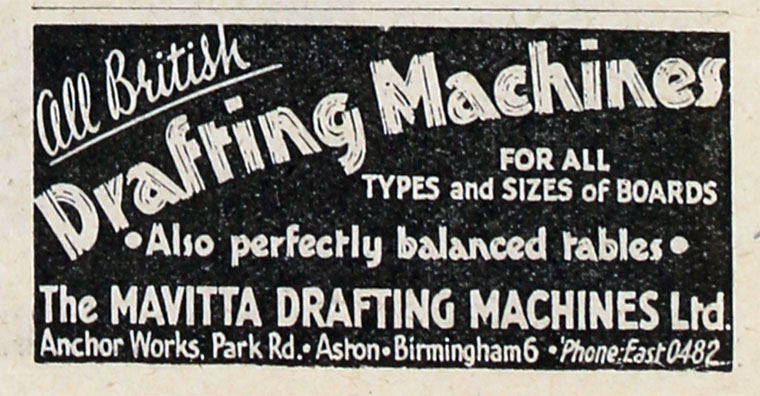 All British
Drafting Machines
FOR ALL
TYPES and SIZES of BOARDS
•Also perfectly balanced tables•
The MAVITTA DRAFTING MACHINES Ltd.
Anchor Works, Park Rd.•Aston•Birmingham 6 •'Phone: East 0482